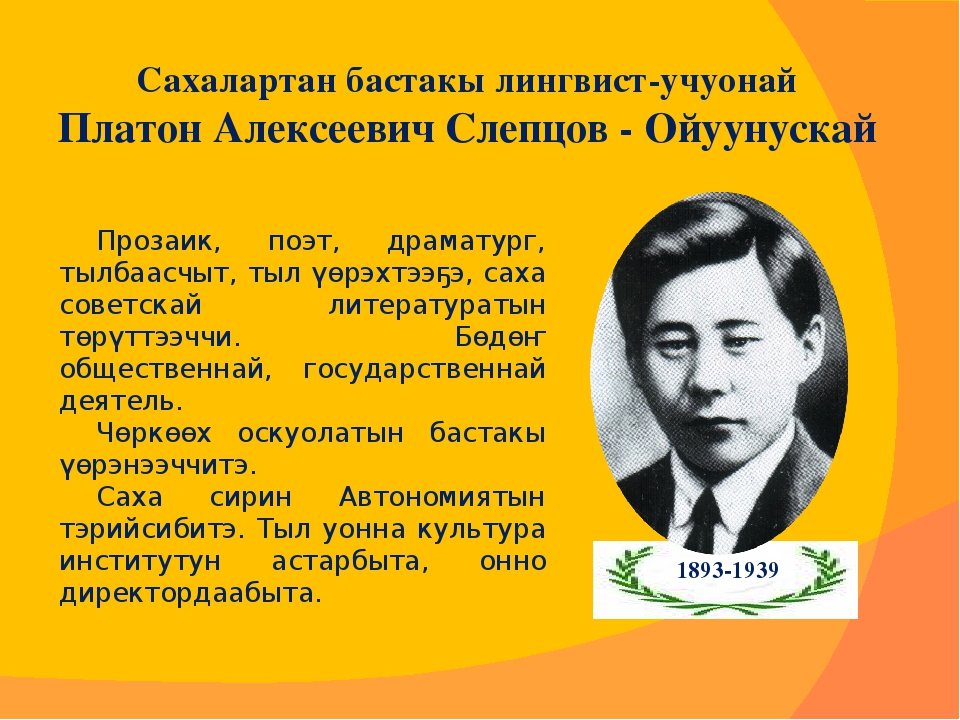 Сахалартан бастакы лингвист-учуонай
Платон Алексеевич Слепцов - Ойуунускай
Прозаик, поэт, драматург,
тылбаасчыт, тыл үөрэхтээҕэ, саха
советскай литературатын
төрүттээччи. Бөдөҥ
общественнай, государственнай
деятель.
Чөркөөх оскуолатын бастакы
үөрэнээччитэ.
Саха сирин Автономиятын
тэрийсибитэ. Тыл уонна культура
институтун астарбыта, онно
директордаабыта.
1893-1939